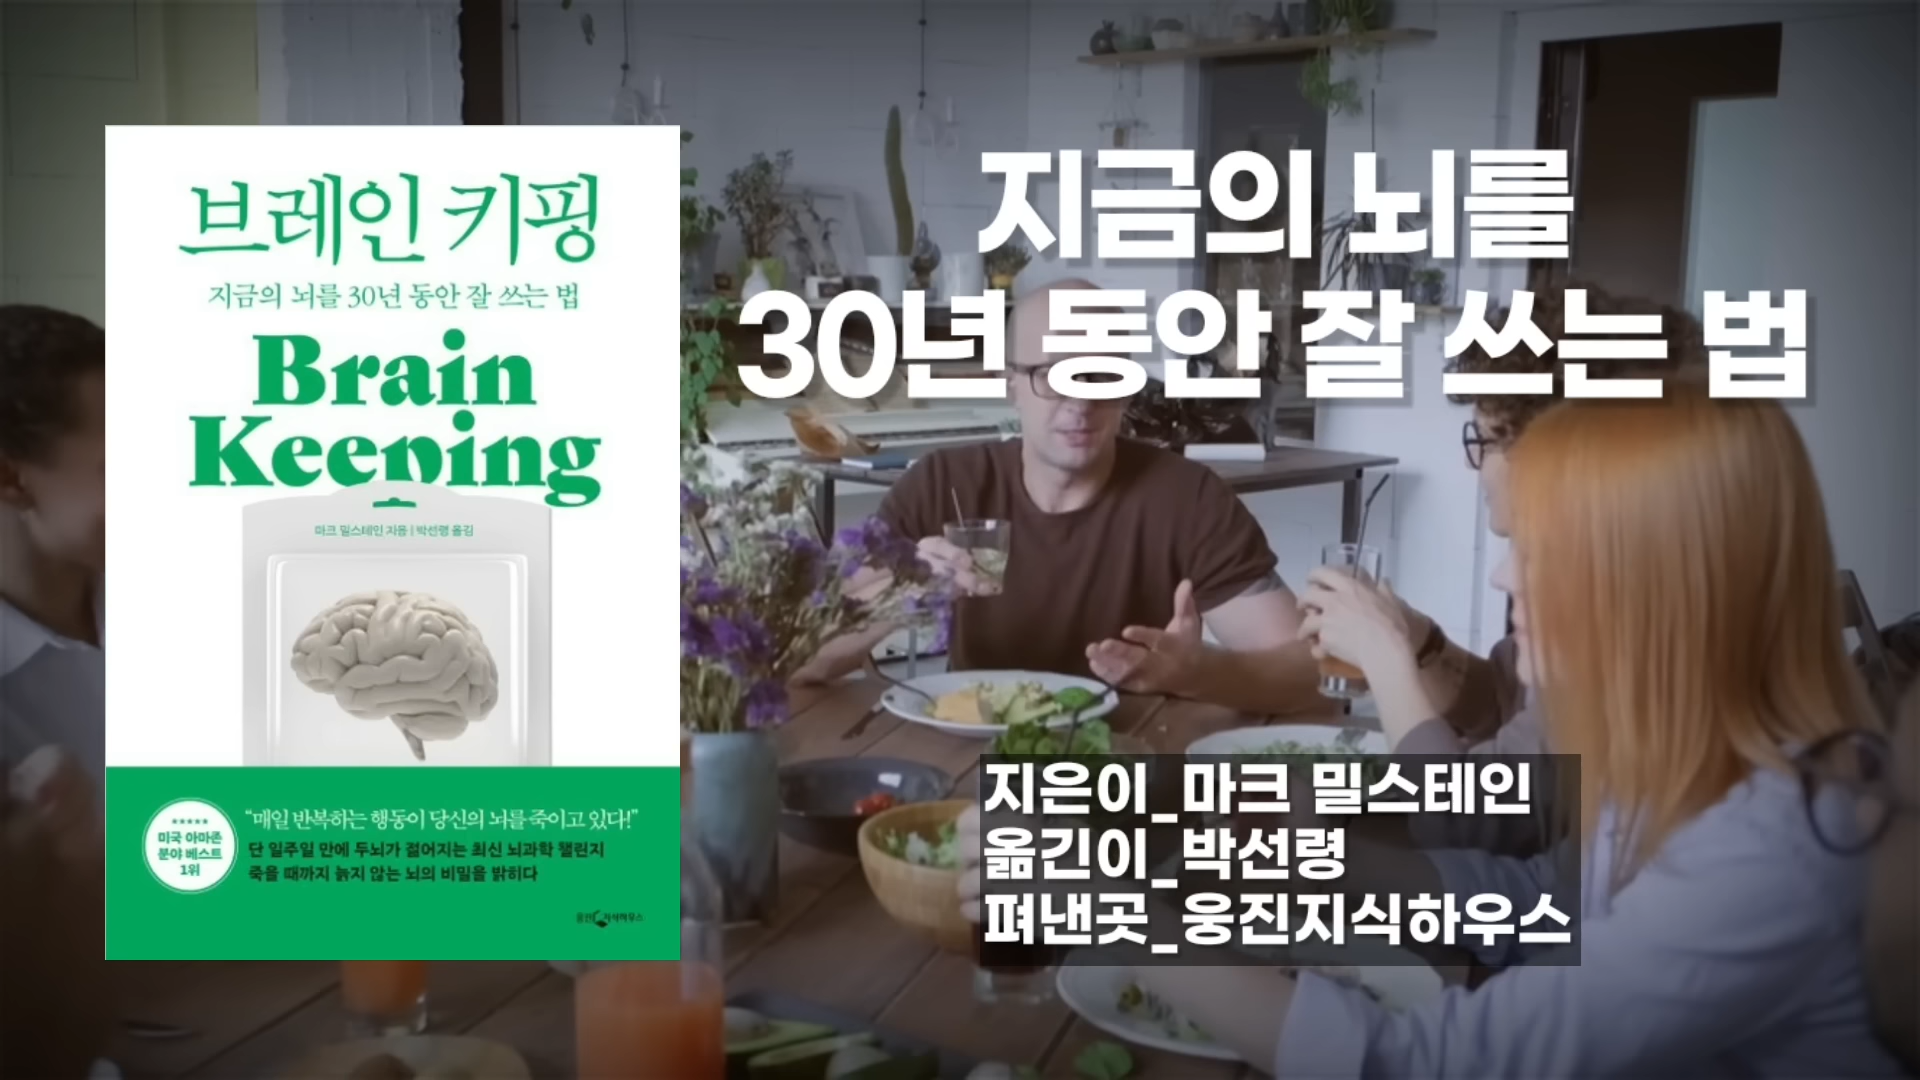 브레인 키핑
지금의 뇌를 30년 동안 잘 쓰는 법
Brain
Keeping
마크 밀스테인 지음 | 박선령 옮김
★★★★★
미국 아마존
분야 베스트
1위
“매일 반복하는 행동이 당신의 뇌를 죽이고 있다!”
단 일주일 만에 두뇌가 젊어지는 최신 뇌과학 챌린지
죽을 때까지 늙지 않는 뇌의 비밀을 밝히다
웅진지식하우스
지금의 뇌를
30년 동안 잘 쓰는 법
지은이_마크 밀스테인
옮긴이_박선령
펴낸곳_웅진지식하우스